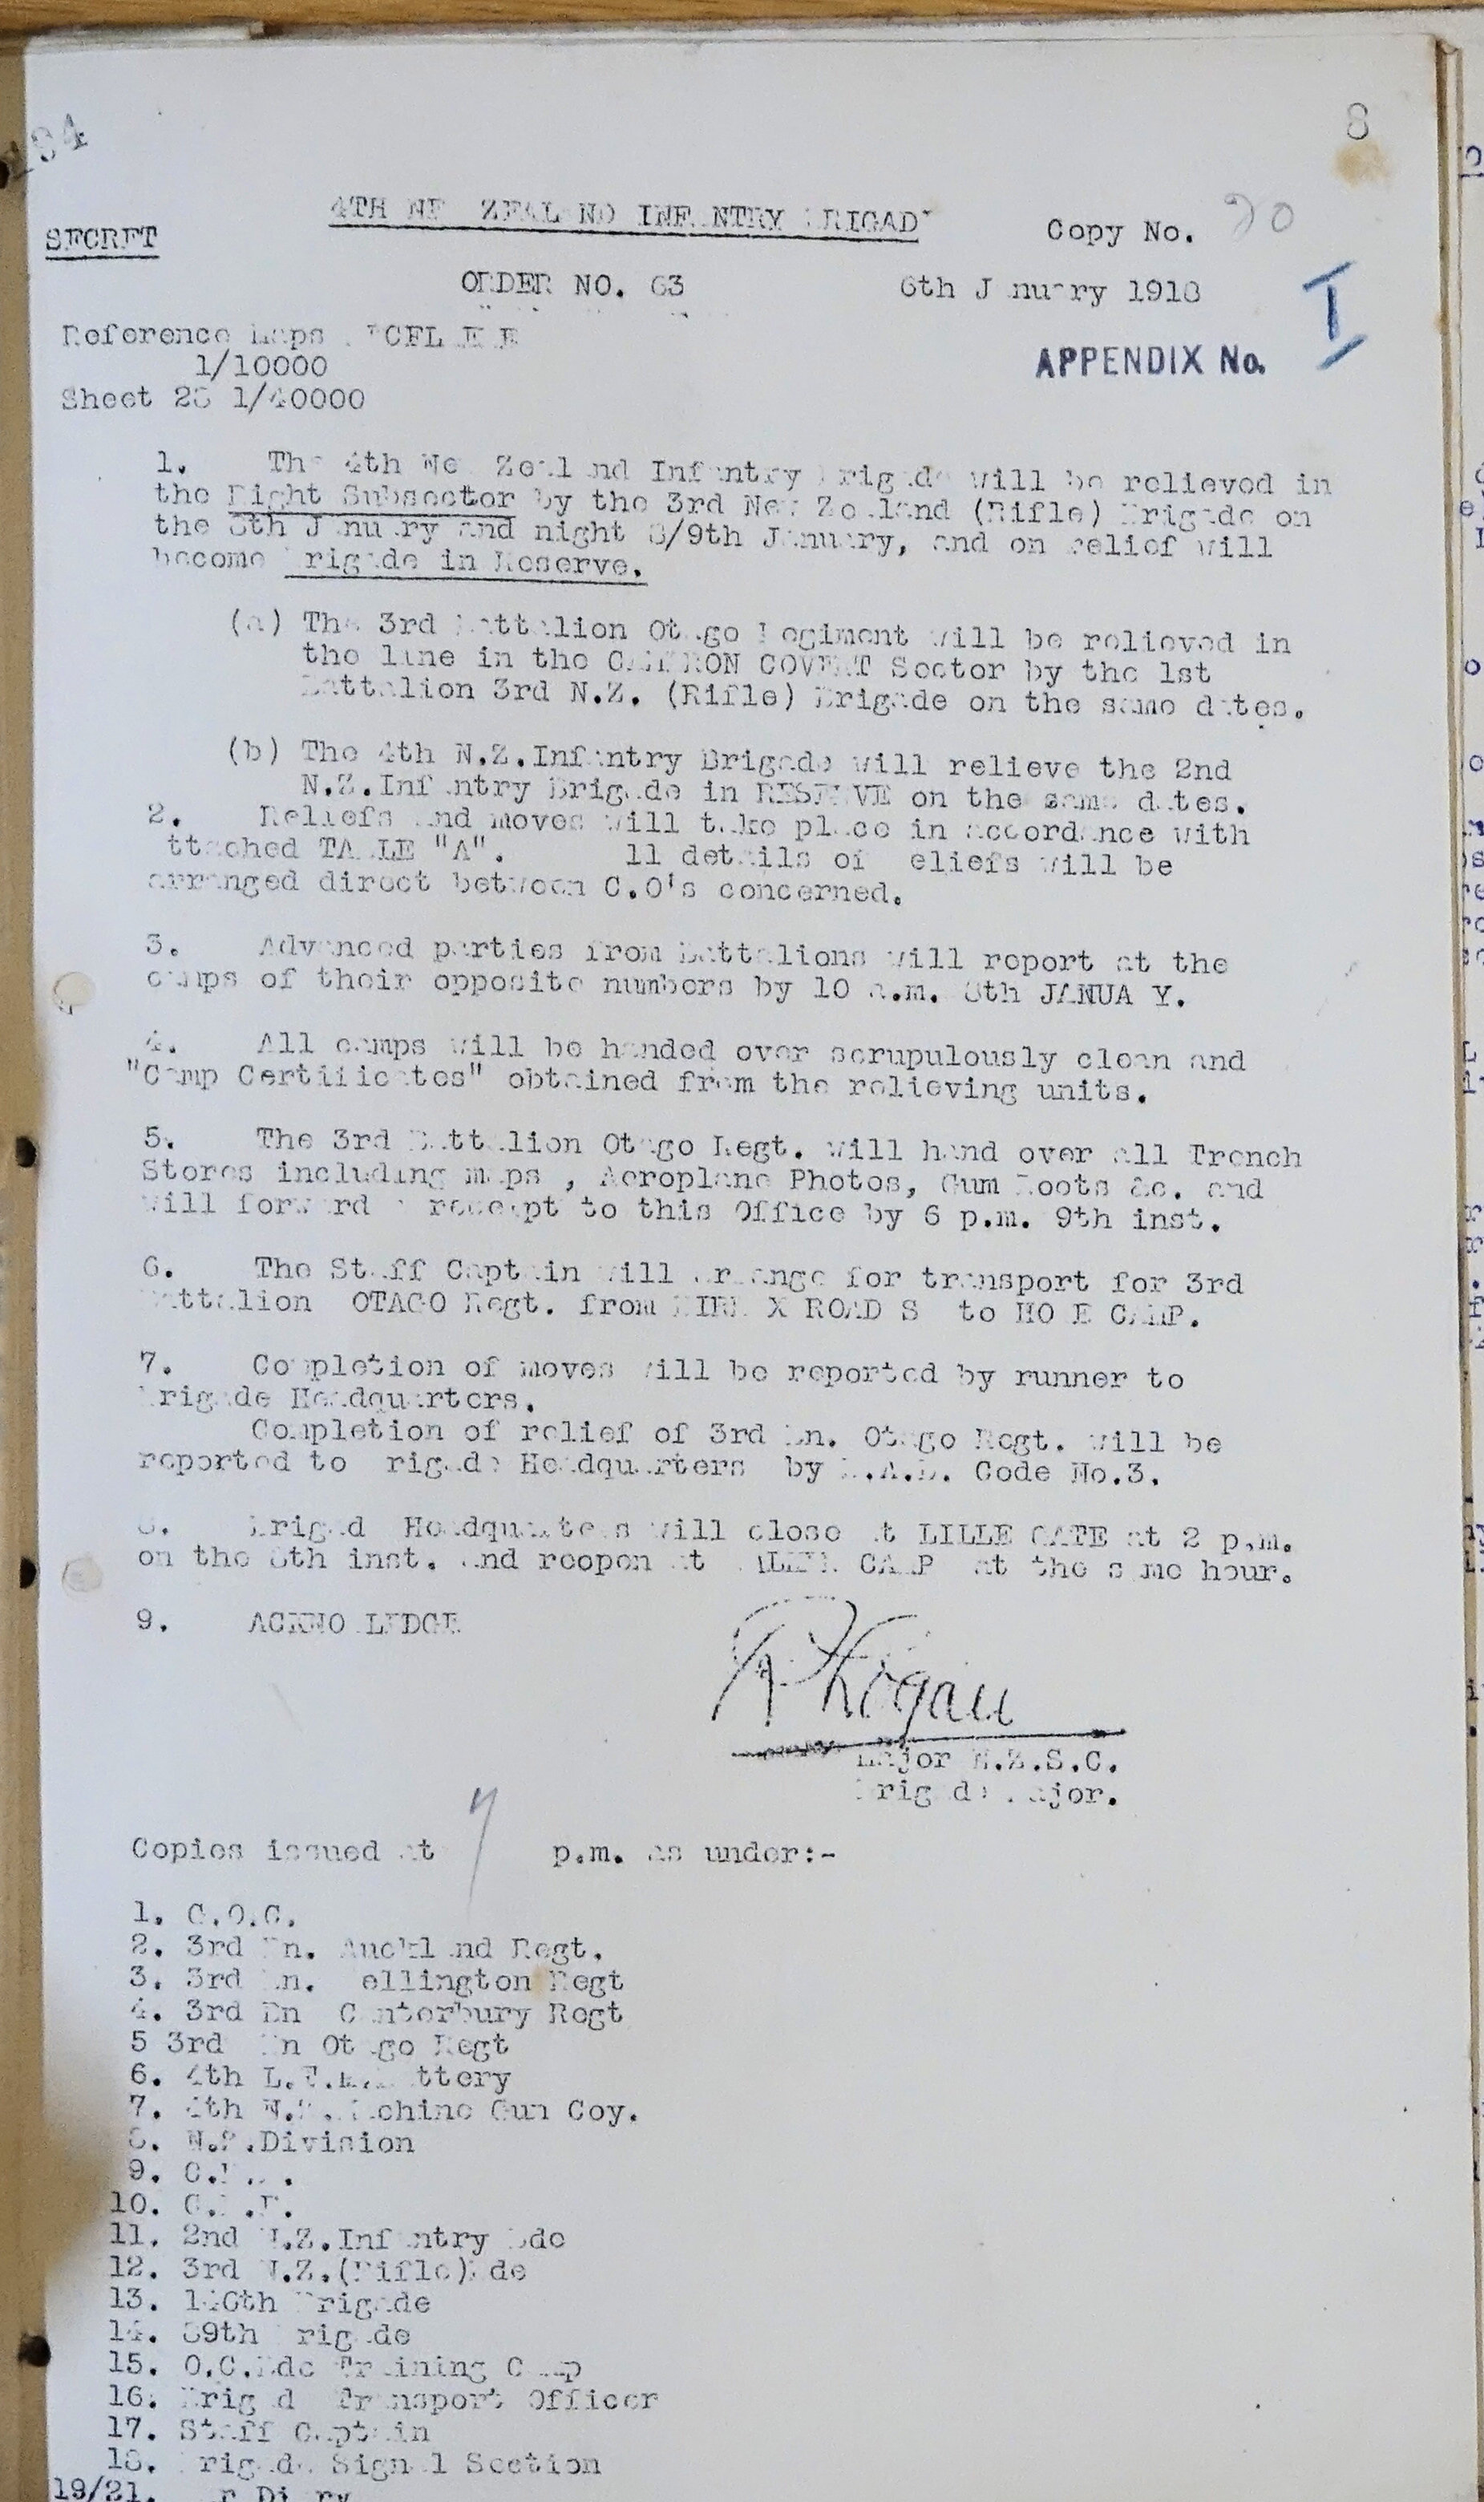 8
SECRET
4TH NEW ZEALAND INFANTRY BRIGADE
Copy No. 20
ORDER NO. 63
6th January 1918
APPENDIX No. I
Reference Maps
1/10000
Sheet 28 1/40000
1. The 4th New Zealand Infantry Brigade will be relieved in
the Right Subsector by the 3rd New Zealand (Rifle) Brigade on
the 8th January and night 8/9th January, and on relief will
become Brigade in Reserve.
(a) The 3rd Battalion Otago Regiment will be relieved in
the line in the CAMERON COVERT Sector by the 1st
Battalion 3rd N.Z. (Rifle) Brigade on the same dates.
(b) The 4th N.Z.Infantry Brigade will relieve the 2nd
N.Z.Infantry Brigade in RESERVE on the same dates.
2. Reliefs and moves will take place in accordance with
attached TABLE "A". All details of reliefs will be
arranged direct between C.O's concerned.
3. Advanced parties from Battalions will report at the
camps of their opposite numbers by 10 a.m. 8th JANUARY.
4. All camps will be handed over scrupulously clean and
"Camp Certificates" obtained from the relieving units.
5. The 3rd Battalion Otago Regt. will hand over all Trench
Stores including maps , Aeroplane Photos, Gum Boots &c. and
will forward a receipt to this Office by 6 p.m. 9th inst.
6. The Staff Captain will arrange for transport for 3rd
Battalion OTAGO Regt. from BIRR X ROAD S to HO E CAMP.
7. Completion of moves will be reported by runner to
Brigade Headquarters.
Completion of relief of 3rd Bn. Otago Regt. will be
reported to Brigade Headquarters by B.A.B. Code No.3.
8. Brigade Headquarters will close at LILLE GATE at 2 p.m.
on the 8th inst. and reopen at CAMP at the same hour.
9. ACKNOWLEDGE
Major N.Z.S.C.
Brigade Major.
Copies issued at 7 p.m. as under:-
1. G.O.C.
2. 3rd Bn. Auckland Regt.
3. 3rd Bn. Wellington Regt
4. 3rd Bn Canterbury Regt
5 3rd Bn Otago Regt
6. 4th L.T.M.Battery
7. 4th N.Z. Machine Gun Coy.
8. N.Z.Division
9.
10.
11. 2nd N.Z.Infantry Bde
12. 3rd N.Z.(Rifle)Bde
13. 146th Brigade
14. 89th Brigade
15. O.C.Bde Training Camp
16. Brigade Transport Officer
17. Staff Captain
18. Brigade Signal Section
19/21. War Diary